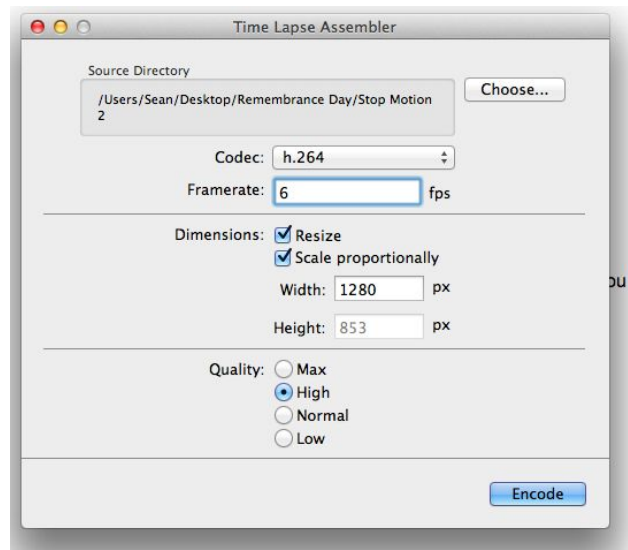 Time Lapse Assembler
Source Directory
/Users/Sean/Desktop/Remembrance Day/Stop Motion
2
Choose...
Codec: h.264
Framerate: 6 fps
Dimensions: Resize
Scale proportionally
Width: 1280 px
Height: 853 px
Quality: Max
High
Normal
Low
Encode
ou